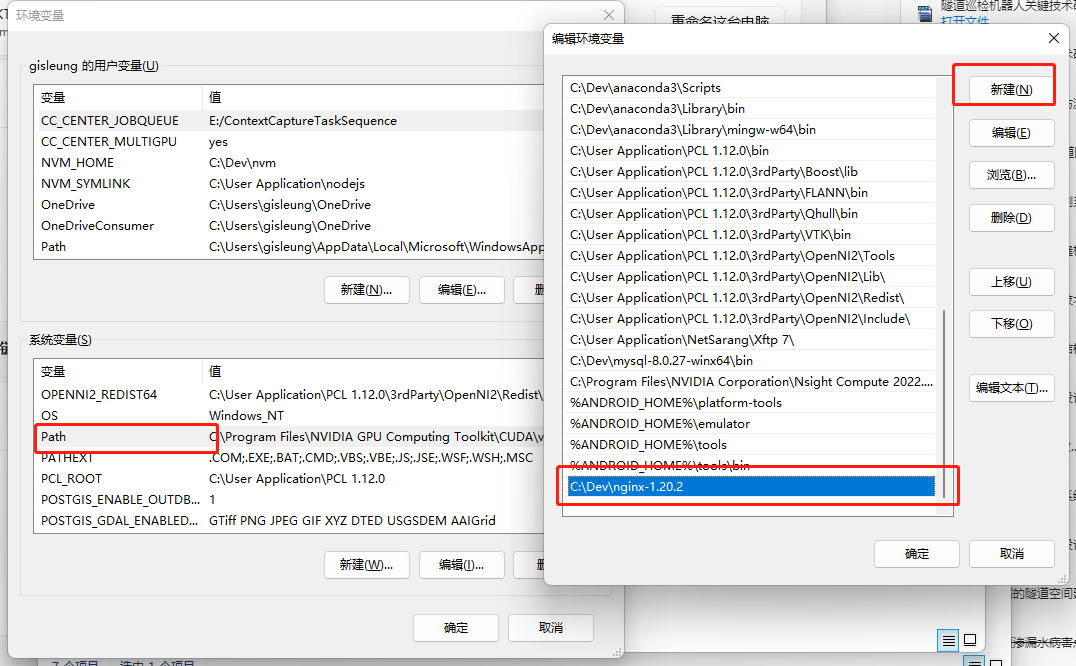 环境变量
gisleung 的用户变量(U)
变量 值
CC_CENTER_JOBQUEUE E:/ContextCaptureTaskSequence
CC_CENTER_MULTIGPU yes
NVM_HOME C:\Dev\nvm
NVM_SYMLINK C:\User Application\nodejs
OneDrive C:\Users\gisleung\OneDrive
OneDriveConsumer C:\Users\gisleung\OneDrive
Path C:\Users\gisleung\AppData\Local\Microsoft\WindowsApp
新建(N)... 编辑(E)... 删
系统变量(S)
变量 值
OPENNI2_REDIST64 C:\User Application\PCL 1.12.0\3rdParty\OpenNI2\Redist\
OS Windows_NT
Path C:\Program Files\NVIDIA GPU Computing Toolkit\CUDA\v
PATHEXT .COM;.EXE;.BAT;.CMD;.VBS;.VBE;.JS;.JSE;.WSF;.WSH;.MSC
PCL_ROOT C:\User Application\PCL 1.12.0
POSTGIS_ENABLE_OUTDB... 1
POSTGIS_GDAL_ENABLED... GTiff PNG JPEG GIF XYZ DTED USGSDEM AAIGrid
新建(W)... 编辑(I)... 删
确定 取消
7 个项目 选中 1 个项目
重命名这台电脑
隧道巡检机器人关键技术
打开文件
编辑环境变量
C:\Dev\anaconda3\Scripts
C:\Dev\anaconda3\Library\bin
C:\Dev\anaconda3\Library\mingw-w64\bin
C:\User Application\PCL 1.12.0\bin
C:\User Application\PCL 1.12.0\3rdParty\Boost\lib
C:\User Application\PCL 1.12.0\3rdParty\FLANN\bin
C:\User Application\PCL 1.12.0\3rdParty\Qhull\bin
C:\User Application\PCL 1.12.0\3rdParty\VTK\bin
C:\User Application\PCL 1.12.0\3rdParty\OpenNI2\Tools
C:\User Application\PCL 1.12.0\3rdParty\OpenNI2\Lib\
C:\User Application\PCL 1.12.0\3rdParty\OpenNI2\Redist\
C:\User Application\PCL 1.12.0\3rdParty\OpenNI2\Include\
C:\User Application\NetSarang\Xftp 7\
C:\Dev\mysql-8.0.27-winx64\bin
C:\Program Files\NVIDIA Corporation\Nsight Compute 2022....
%ANDROID_HOME%\platform-tools
%ANDROID_HOME%\emulator
%ANDROID_HOME%\tools
%ANDROID_HOME%\tools\bin
C:\Dev\nginx-1.20.2
新建(N)
编辑(E)
浏览(B)...
删除(D)
上移(U)
下移(O)
编辑文本(T)...
确定 取消
的隧道空间
渗漏水病害